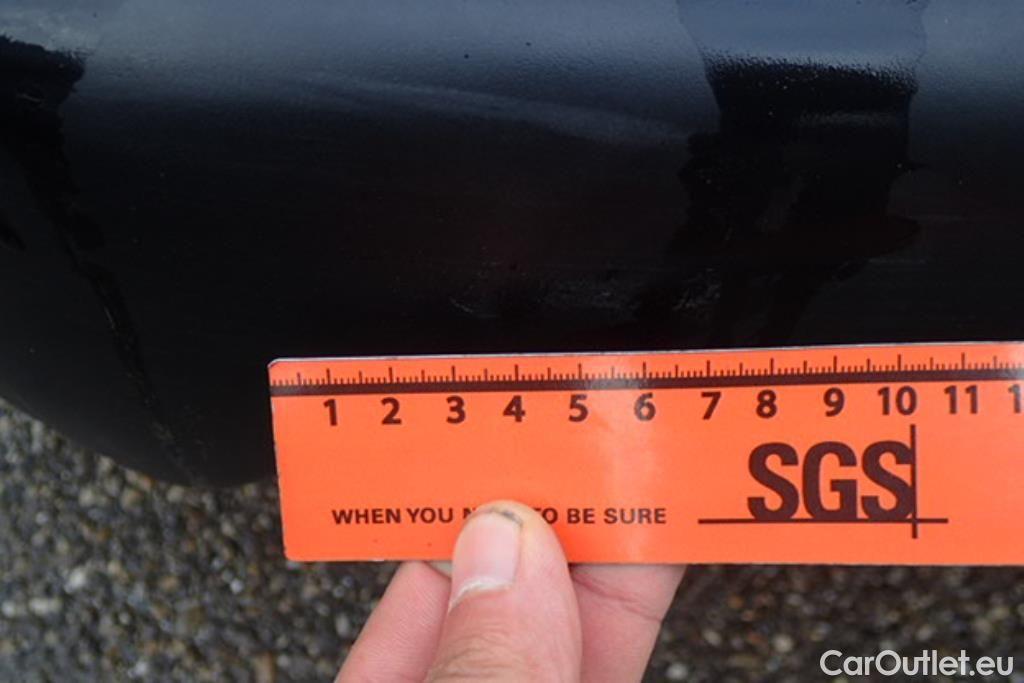 1 2 3 4 5 6 7 8 9 10 11
SGS
WHEN YOU TO BE SURE
CarOutlet.eu